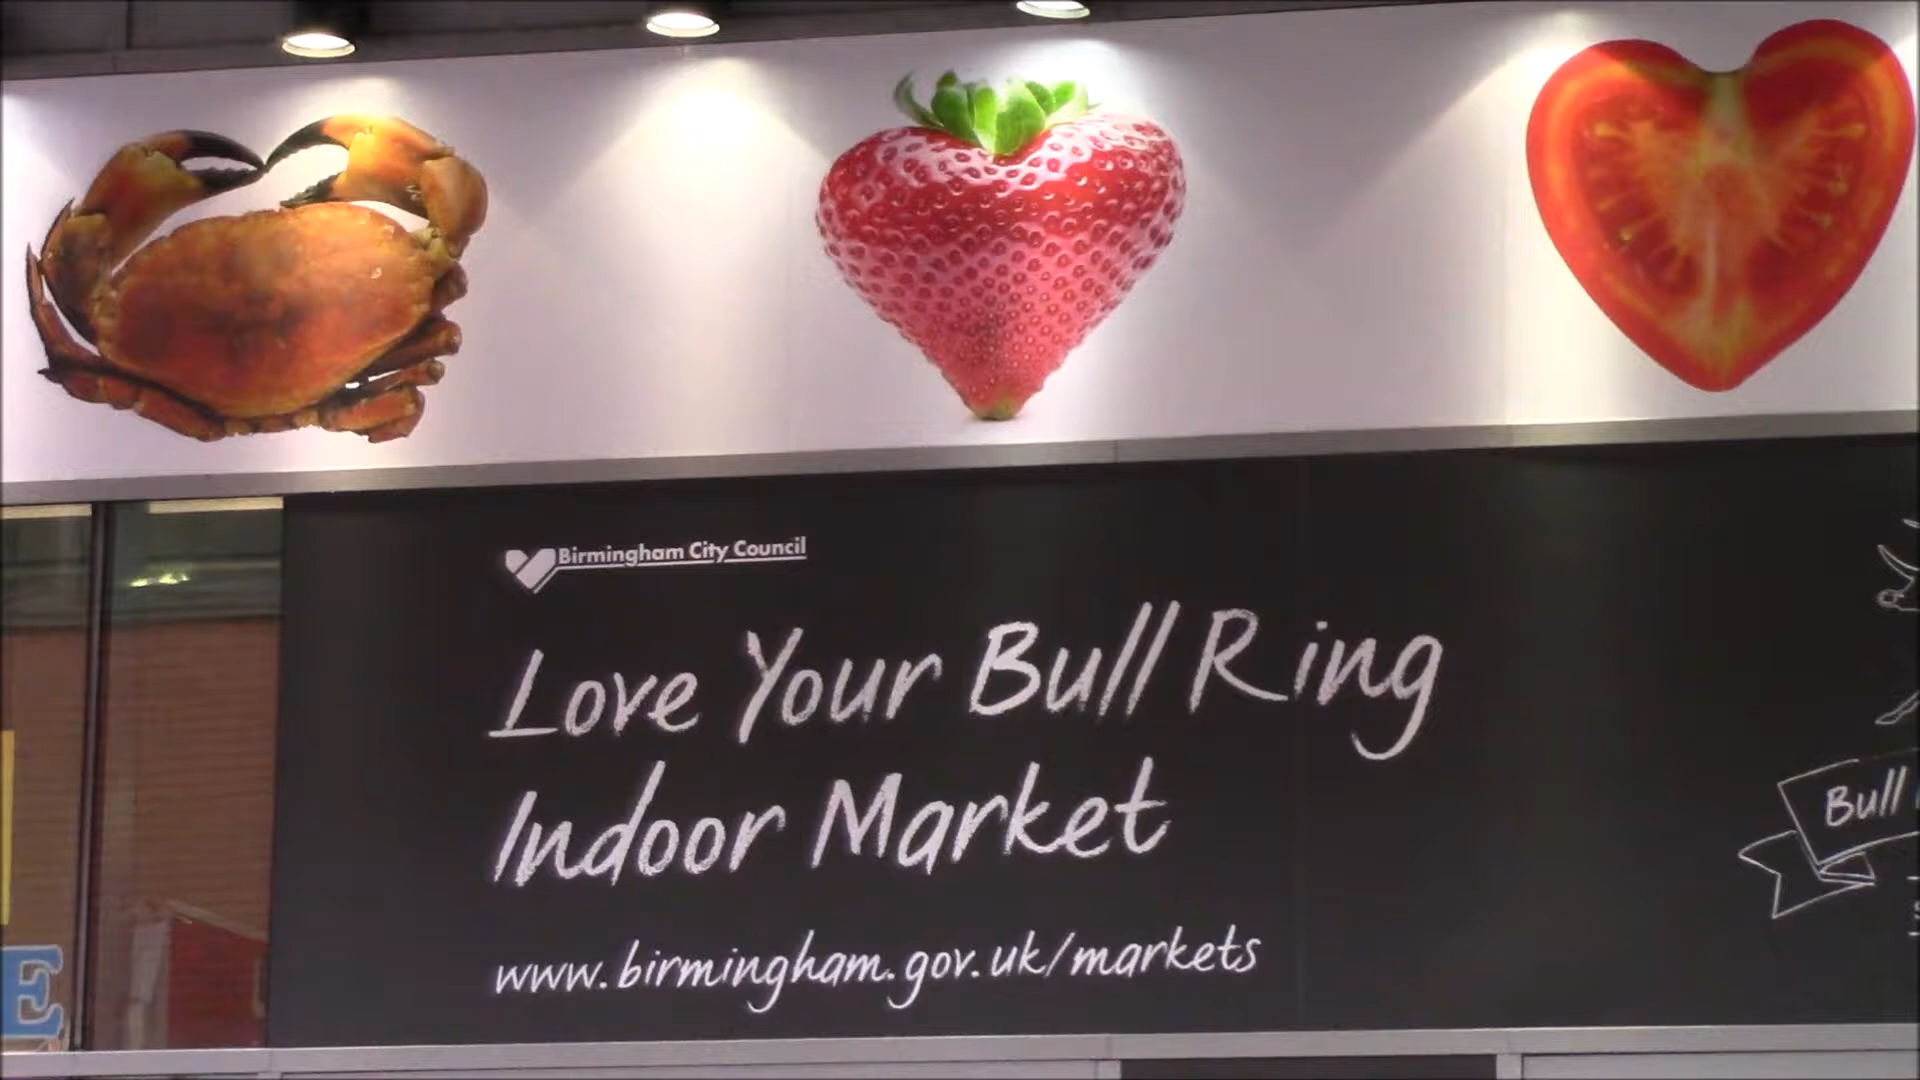 Birmingham City Council
Love Your Bull Ring
Indoor Market
www.birmingham.gov.uk/markets
Bull
E